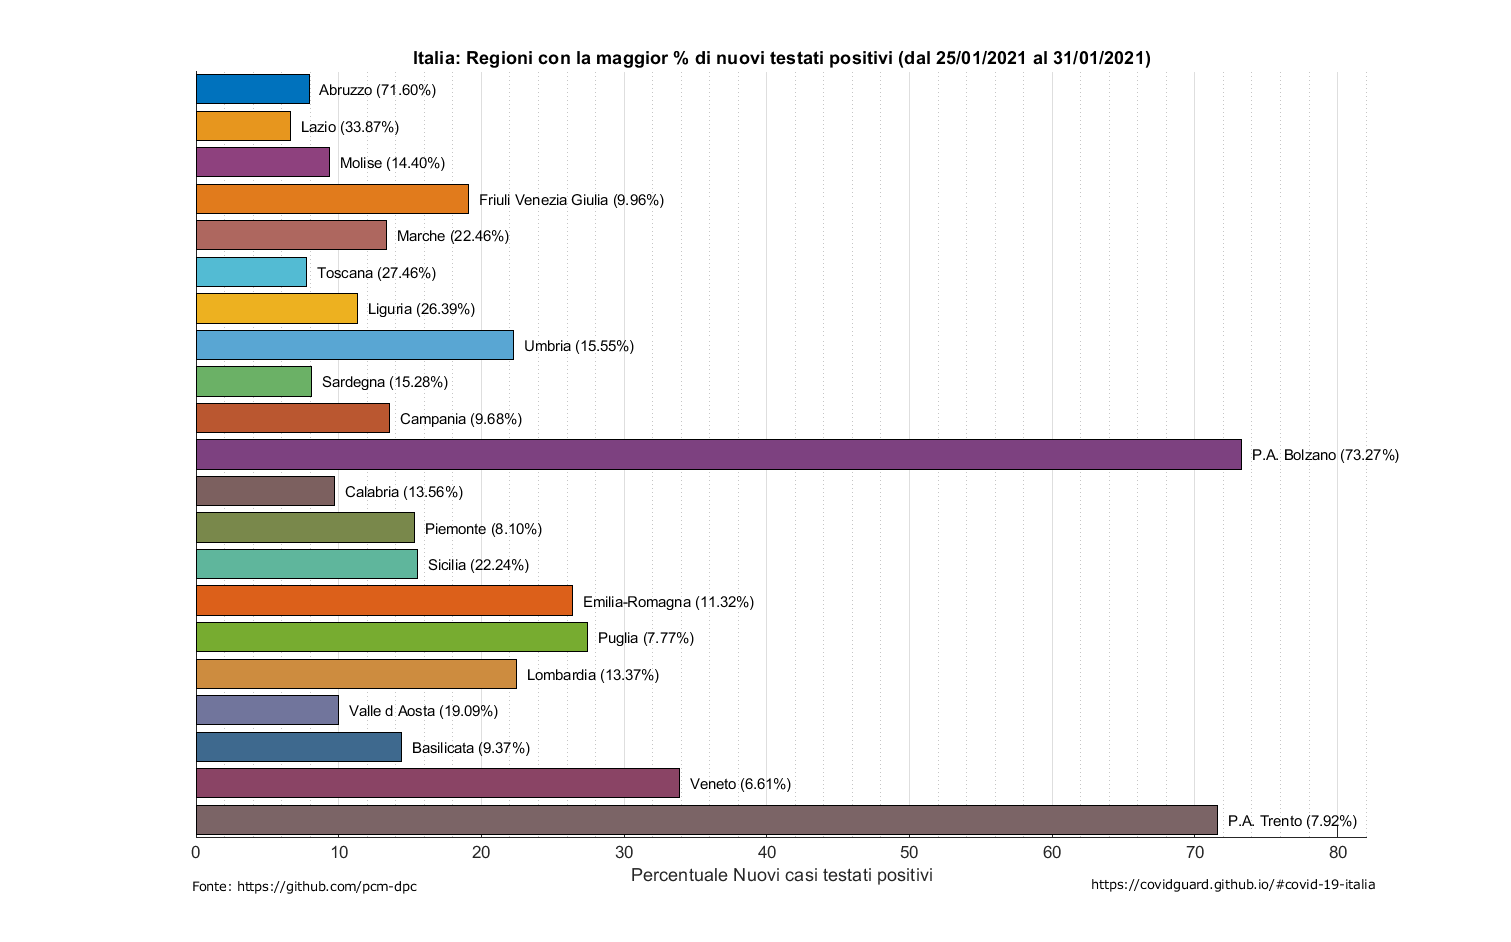 Italia: Regioni con la maggior % di nuovi testati positivi (dal 25/01/2021 al 31/01/2021)
Abruzzo (71.60%)
Lazio (33.87%)
Molise (14.40%)
Friuli Venezia Giulia (9.96%)
Marche (22.46%)
Toscana (27.46%)
Liguria (26.39%)
Umbria (15.55%)
Sardegna (15.28%)
Campania (9.68%)
P.A. Bolzano (73.27%)
Calabria (13.56%)
Piemonte (8.10%)
Sicilia (22.24%)
Emilia-Romagna (11.32%)
Puglia (7.77%)
Lombardia (13.37%)
Valle d Aosta (19.09%)
Basilicata (9.37%)
Veneto (6.61%)
P.A. Trento (7.92%)
0 10 20 30 40 50 60 70 80
Percentuale Nuovi casi testati positivi
Fonte: https://github.com/pcm-dpc
https://covidguard.github.io/#covid-19-italia